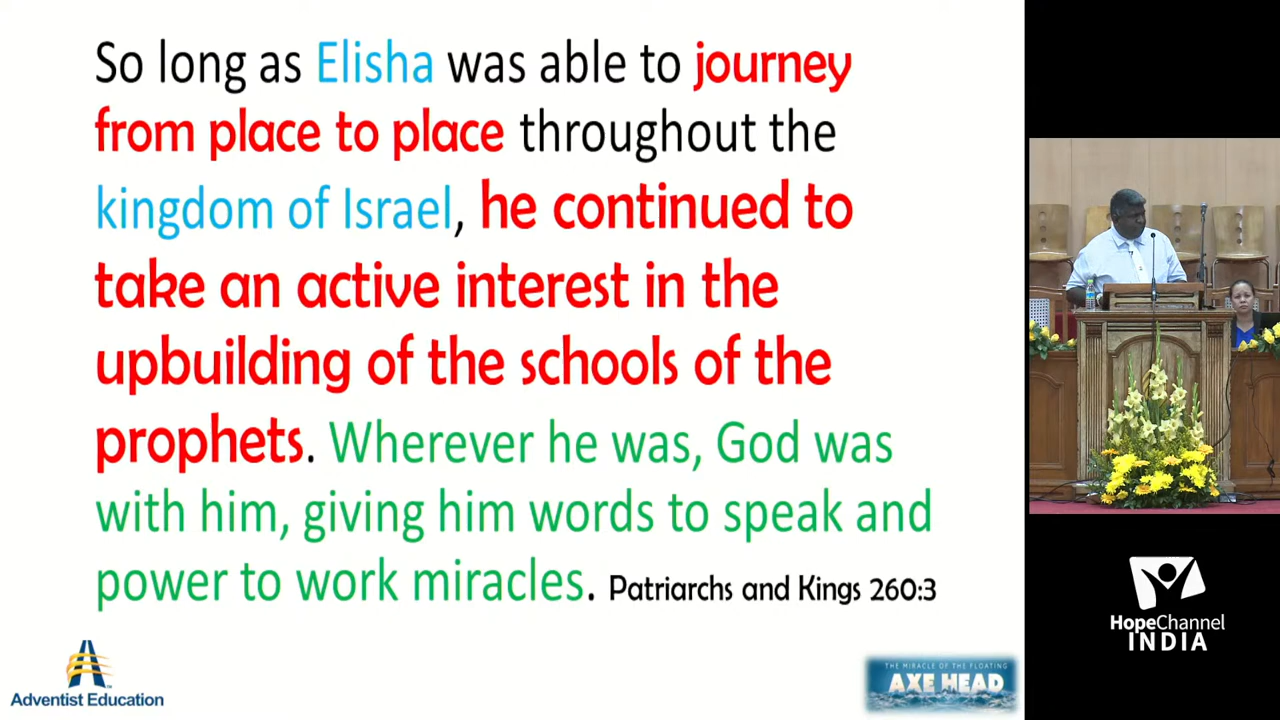 So long as Elisha was able to journey
from place to place throughout the
kingdom of Israel, he continued to
take an active interest in the
upbuilding of the schools of the
prophets. Wherever he was, God was
with him, giving him words to speak and
power to work miracles. Patriarchs and Kings 260:3
Adventist Education
THE MIRACLE OF THE FLOATING
AXE HEAD
HopeChannel
INDIA